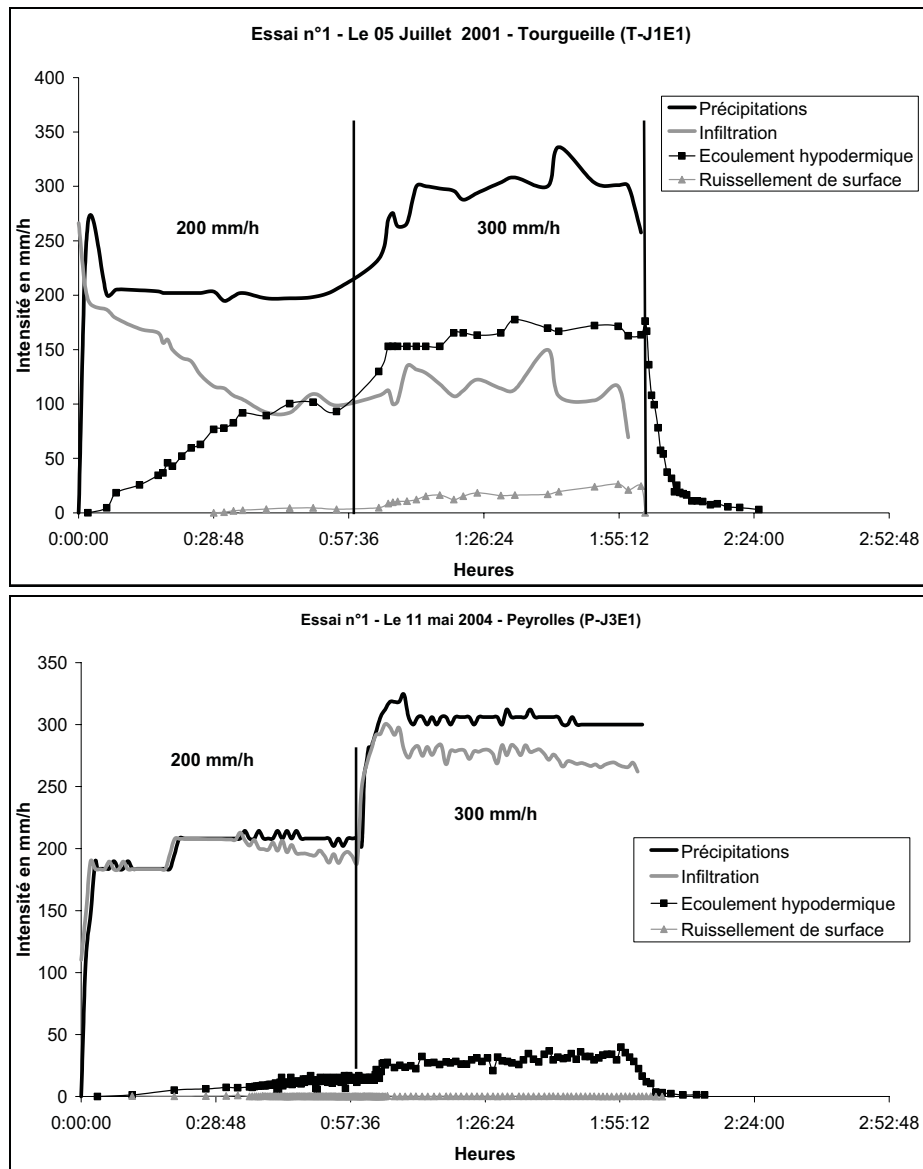 Essai n°1 - Le 05 Juillet 2001 - Tourgueille (T-J1E1)
400
350
300
250
200
150
100
50
0
Intensité en mm/h
200 mm/h
300 mm/h
Précipitations
Infiltration
Ecoulement hypodermique
Ruissellement de surface
0:00:00 0:28:48 0:57:36 1:26:24 1:55:12 2:24:00 2:52:48
Heures
Essai n°1 - Le 11 mai 2004 - Peyrolles (P-J3E1)
350
300
250
200
150
100
50
0
Intensité en mm/h
200 mm/h
300 mm/h
Précipitations
Infiltration
Ecoulement hypodermique
Ruissellement de surface
0:00:00 0:28:48 0:57:36 1:26:24 1:55:12 2:24:00 2:52:48
Heures